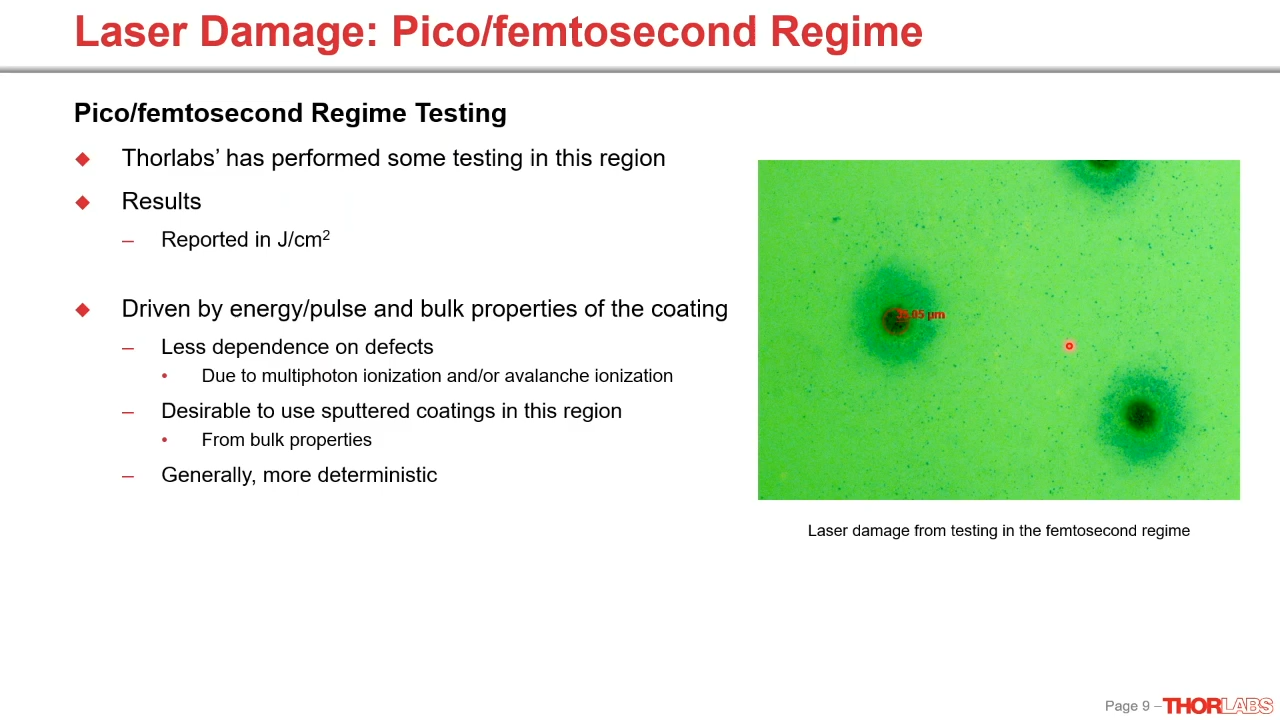 Laser Damage: Pico/femtosecond Regime
Pico/femtosecond Regime Testing
Thorlabs’ has performed some testing in this region
Results
– Reported in J/cm²
Driven by energy/pulse and bulk properties of the coating
– Less dependence on defects
• Due to multiphoton ionization and/or avalanche ionization
– Desirable to use sputtered coatings in this region
• From bulk properties
– Generally, more deterministic
µm
Laser damage from testing in the femtosecond regime
Page 9 – THORLABS